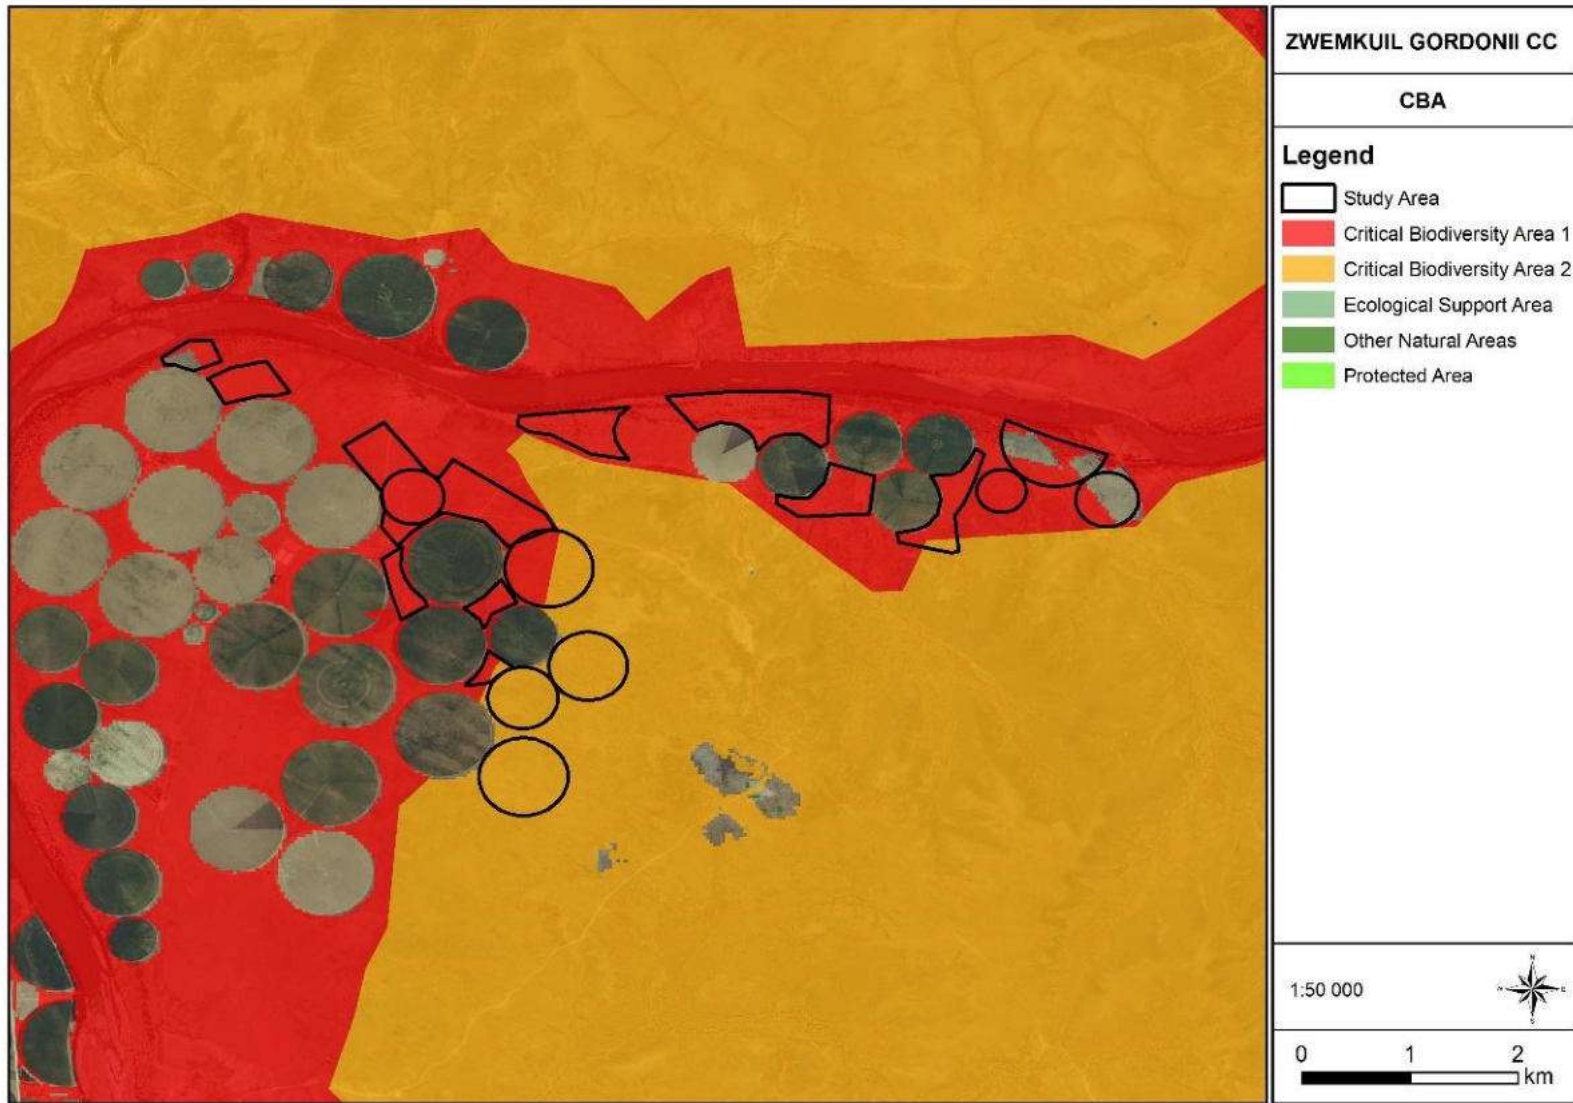 ZWEMKUIL GORDONII CC
CBA
Legend
Study Area
Critical Biodiversity Area 1
Critical Biodiversity Area 2
Ecological Support Area
Other Natural Areas
Protected Area
1:50 000
N
W E
S
0 1 2
km